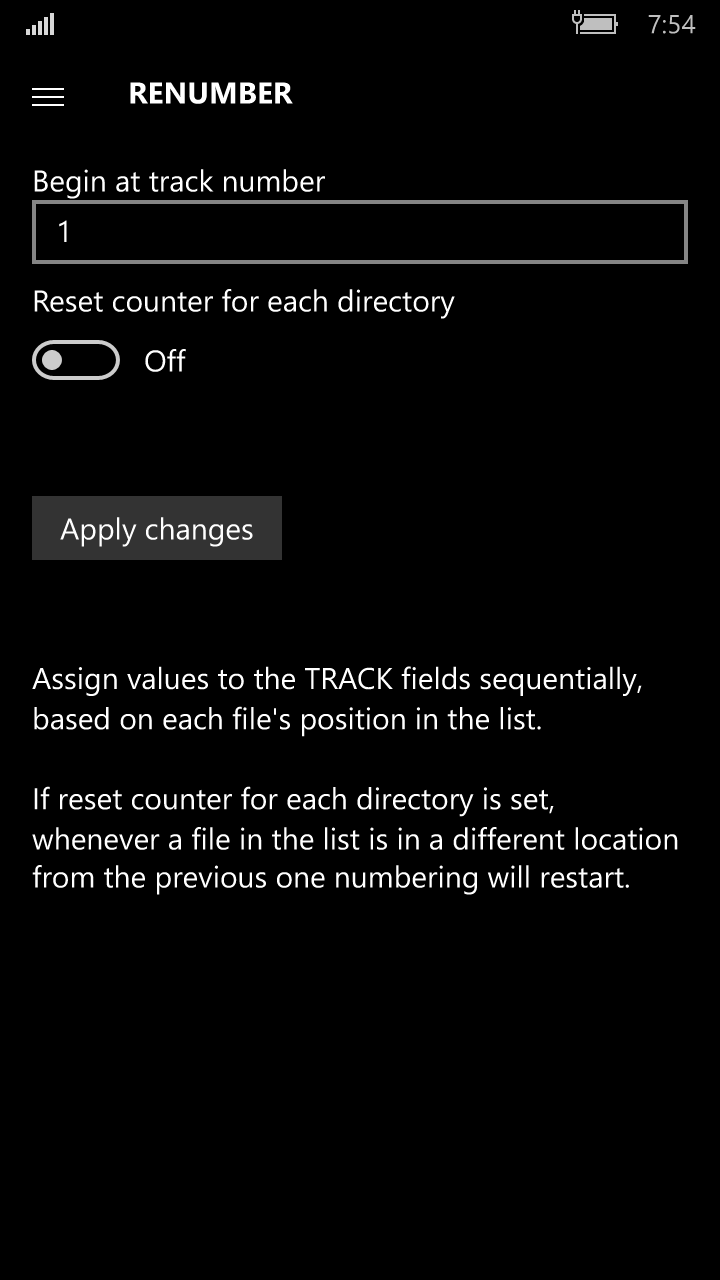 7:54
RENUMBER
Begin at track number
1
Reset counter for each directory
Off
Apply changes
Assign values to the TRACK fields sequentially,
based on each file's position in the list.
If reset counter for each directory is set,
whenever a file in the list is in a different location
from the previous one numbering will restart.